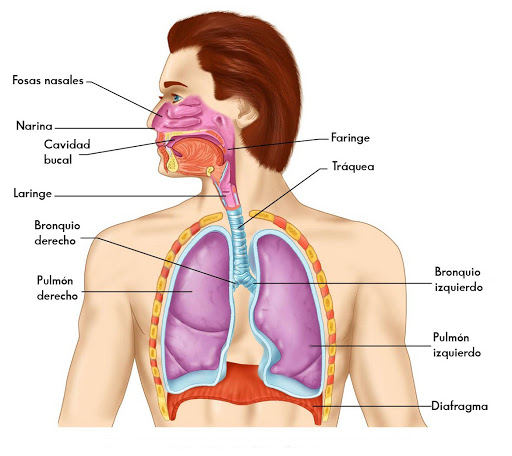 Fosas nasales
Narina
Cavidad
bucal
Laringe
Bronquio
derecho
Pulmón
derecho
Faringe
Tráquea
Bronquio
izquierdo
Pulmón
izquierdo
Diafragma